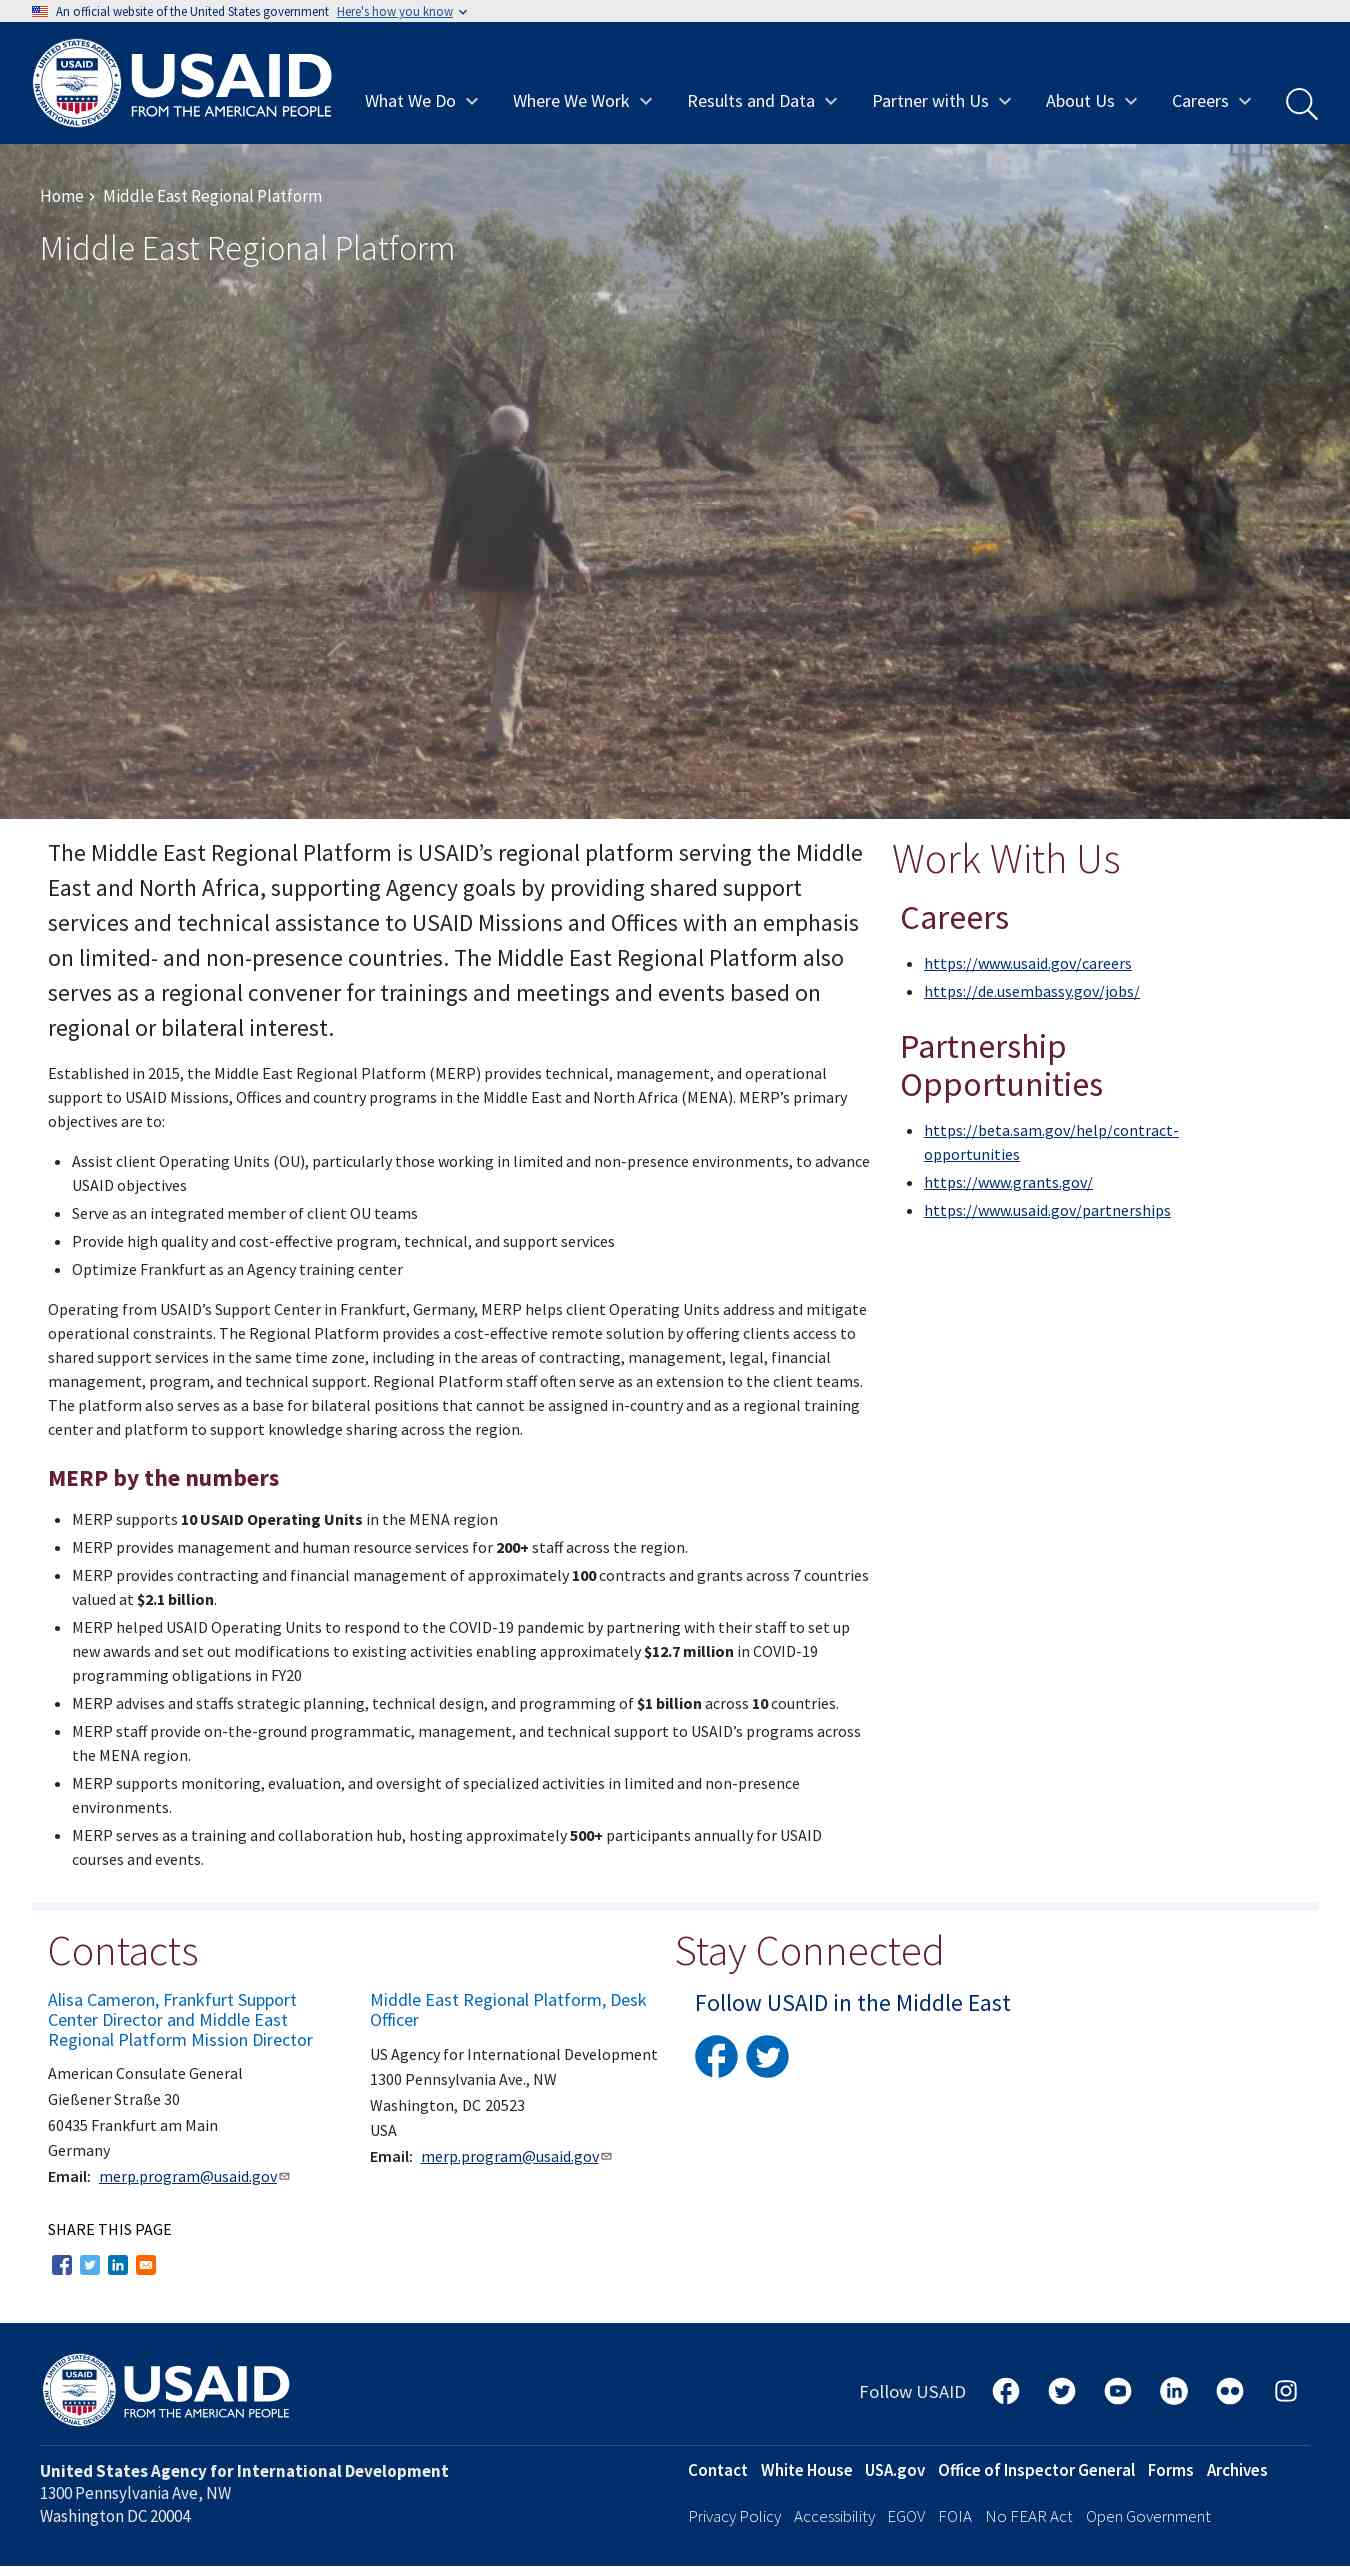 An official website of the United States government Here's how you know
USAID
FROM THE AMERICAN PEOPLE
What We Do
Where We Work
Results and Data
Partner with Us
About Us
Careers
Home
Middle East Regional Platform
Middle East Regional Platform
The Middle East Regional Platform is USAID’s regional platform serving the Middle
East and North Africa, supporting Agency goals by providing shared support
services and technical assistance to USAID Missions and Offices with an emphasis
on limited- and non-presence countries. The Middle East Regional Platform also
serves as a regional convener for trainings and meetings and events based on
regional or bilateral interest.
Established in 2015, the Middle East Regional Platform (MERP) provides technical, management, and operational
support to USAID Missions, Offices and country programs in the Middle East and North Africa (MENA). MERP’s primary
objectives are to:
Assist client Operating Units (OU), particularly those working in limited and non-presence environments, to advance
USAID objectives
Serve as an integrated member of client OU teams
Provide high quality and cost-effective program, technical, and support services
Optimize Frankfurt as an Agency training center
Operating from USAID’s Support Center in Frankfurt, Germany, MERP helps client Operating Units address and mitigate
operational constraints. The Regional Platform provides a cost-effective remote solution by offering clients access to
shared support services in the same time zone, including in the areas of contracting, management, legal, financial
management, program, and technical support. Regional Platform staff often serve as an extension to the client teams.
The platform also serves as a base for bilateral positions that cannot be assigned in-country and as a regional training
center and platform to support knowledge sharing across the region.
MERP by the numbers
MERP supports 10 USAID Operating Units in the MENA region
MERP provides management and human resource services for 200+ staff across the region.
MERP provides contracting and financial management of approximately 100 contracts and grants across 7 countries
valued at $2.1 billion.
MERP helped USAID Operating Units to respond to the COVID-19 pandemic by partnering with their staff to set up
new awards and set out modifications to existing activities enabling approximately $12.7 million in COVID-19
programming obligations in FY20
MERP advises and staffs strategic planning, technical design, and programming of $1 billion across 10 countries.
MERP staff provide on-the-ground programmatic, management, and technical support to USAID’s programs across
the MENA region.
MERP supports monitoring, evaluation, and oversight of specialized activities in limited and non-presence
environments.
MERP serves as a training and collaboration hub, hosting approximately 500+ participants annually for USAID
courses and events.
Work With Us
Careers
https://www.usaid.gov/careers
https://de.usembassy.gov/jobs/
Partnership
Opportunities
https://beta.sam.gov/help/contract-
opportunities
https://www.grants.gov/
https://www.usaid.gov/partnerships
Contacts
Alisa Cameron, Frankfurt Support
Center Director and Middle East
Regional Platform Mission Director
American Consulate General
Gießener Straße 30
60435 Frankfurt am Main
Germany
Email: merp.program@usaid.gov
Middle East Regional Platform, Desk
Officer
US Agency for International Development
1300 Pennsylvania Ave., NW
Washington, DC 20523
USA
Email: merp.program@usaid.gov
Stay Connected
Follow USAID in the Middle East
SHARE THIS PAGE
USAID
FROM THE AMERICAN PEOPLE
Follow USAID
United States Agency for International Development
1300 Pennsylvania Ave, NW
Washington DC 20004
Contact White House USA.gov Office of Inspector General Forms Archives
Privacy Policy Accessibility EGOV FOIA No FEAR Act Open Government